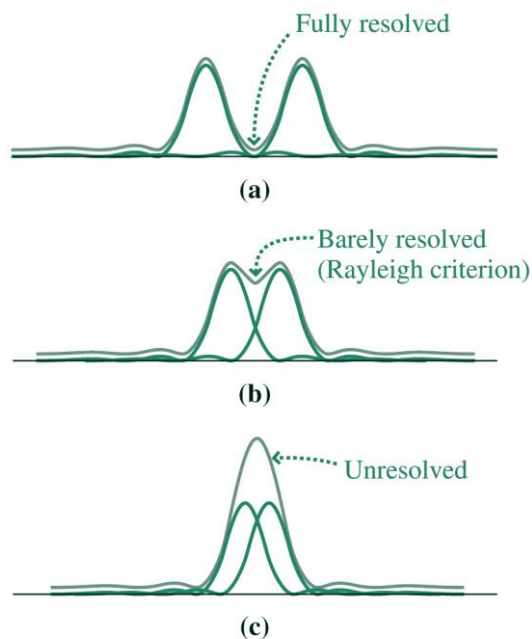 Fully resolved
(a)
Barely resolved
(Rayleigh criterion)
(b)
Unresolved
(c)